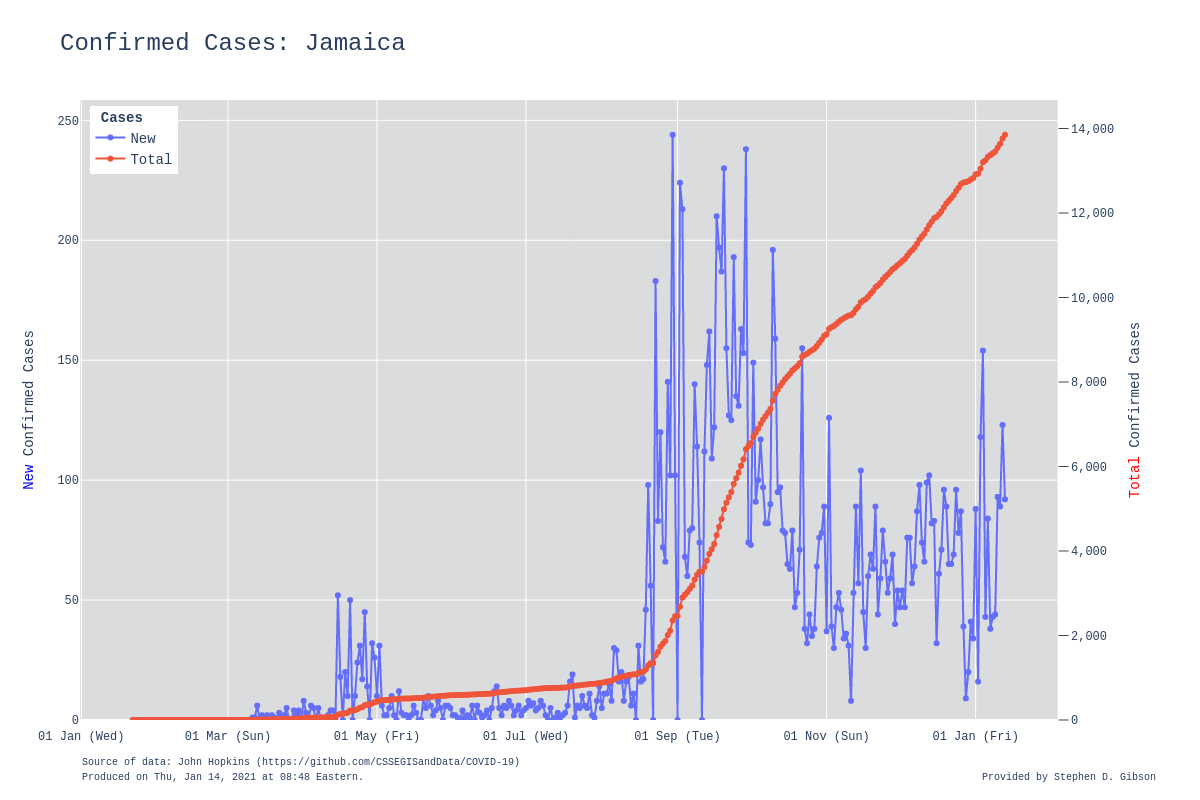 Confirmed Cases: Jamaica
Cases
New
Total
250
200
150
100
50
0
14,000
12,000
10,000
8,000
6,000
4,000
2,000
0
New Confirmed Cases
Total Confirmed Cases
01 Jan (Wed)
01 Mar (Sun)
01 May (Fri)
01 Jul (Wed)
01 Sep (Tue)
01 Nov (Sun)
01 Jan (Fri)
Source of data: John Hopkins (https://github.com/CSSEGISandData/COVID-19)
Produced on Thu, Jan 14, 2021 at 08:48 Eastern.
Provided by Stephen D. Gibson